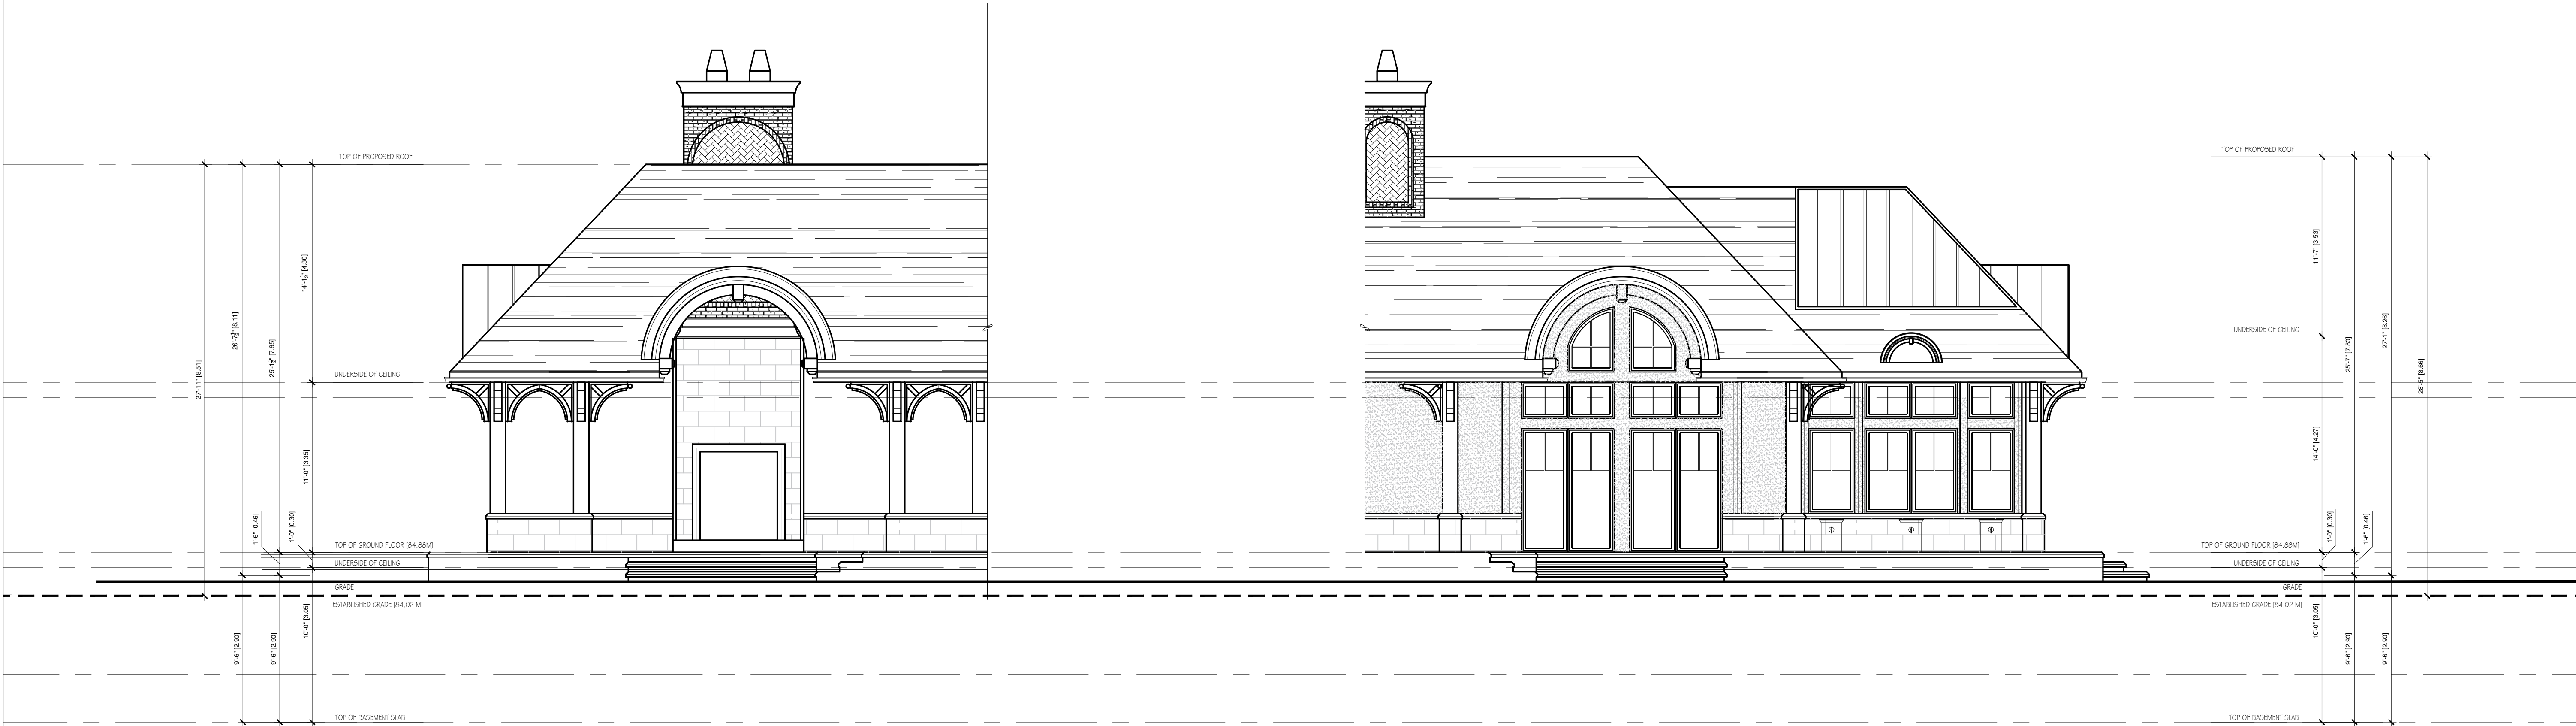 TOP OF PROPOSED ROOF
14'-1½" [4.30]
26'-7½" [8.11]
25'-1½" [7.65]
27'-11" [8.51]
UNDERSIDE OF CEILING
11'-0" [3.35]
1'-6" [0.46]
1'-0" [0.30]
TOP OF GROUND FLOOR [84.88M]
UNDERSIDE OF CEILING
GRADE
ESTABLISHED GRADE [84.02 M]
10'-0" [3.05]
9'-6" [2.90]
9'-6" [2.90]
TOP OF BASEMENT SLAB
TOP OF PROPOSED ROOF
11'-7" [3.53]
27'-1" [8.26]
UNDERSIDE OF CEILING
25'-7" [7.80]
28'-5" [8.66]
14'-0" [4.27]
1'-0" [0.30]
1'-6" [0.46]
TOP OF GROUND FLOOR [84.88M]
UNDERSIDE OF CEILING
GRADE
ESTABLISHED GRADE [84.02 M]
10'-0" [3.05]
9'-6" [2.90]
9'-6" [2.90]
TOP OF BASEMENT SLAB